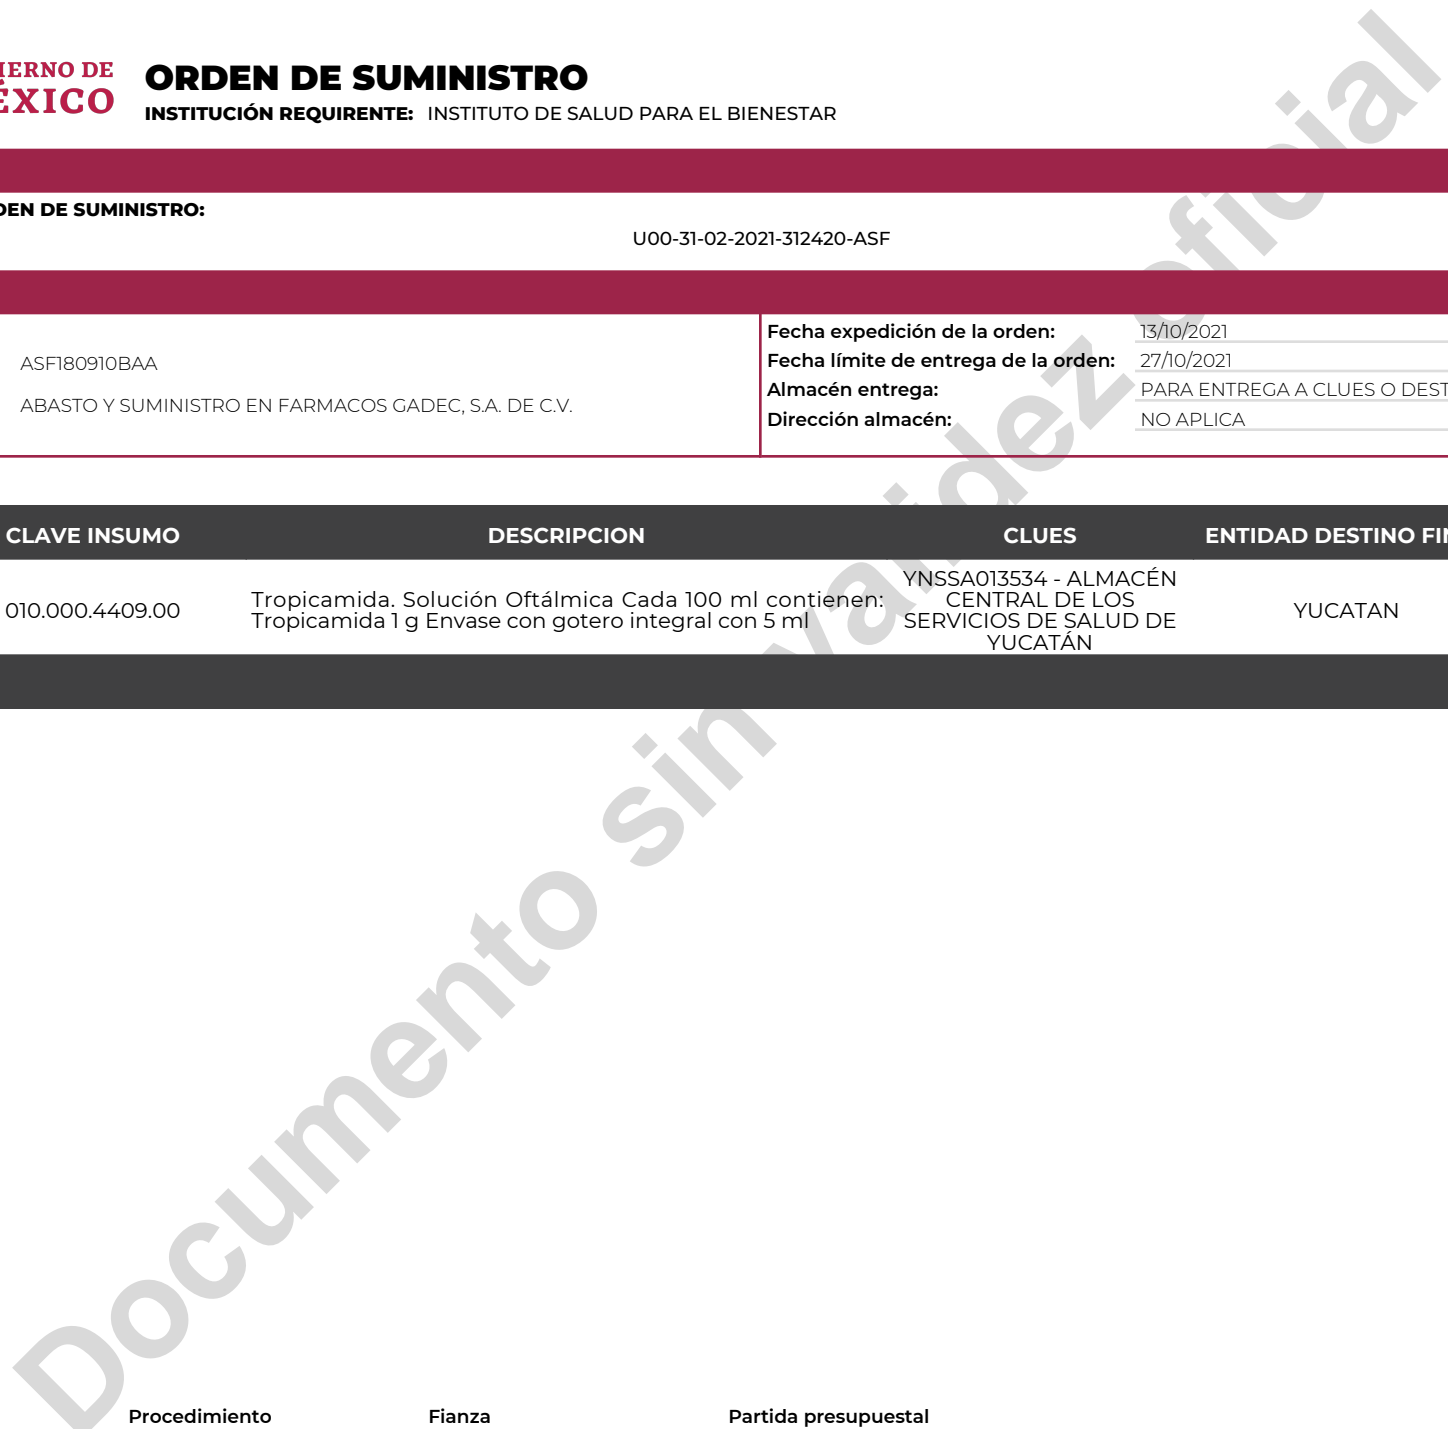 IERNO DE
ÉXICO
ORDEN DE SUMINISTRO
INSTITUCIÓN REQUIRENTE: INSTITUTO DE SALUD PARA EL BIENESTAR
DEN DE SUMINISTRO:
U00-31-02-2021-312420-ASF
ASF180910BAA
ABASTO Y SUMINISTRO EN FARMACOS GADEC, S.A. DE C.V.
Fecha expedición de la orden: 13/10/2021
Fecha límite de entrega de la orden: 27/10/2021
Almacén entrega: PARA ENTREGA A CLUES O DEST
Dirección almacén: NO APLICA
CLAVE INSUMO DESCRIPCION CLUES ENTIDAD DESTINO FIN
010.000.4409.00
Tropicamida. Solución Oftálmica Cada 100 ml contienen:
Tropicamida 1 g Envase con gotero integral con 5 ml
YNSSA013534 - ALMACÉN
CENTRAL DE LOS
SERVICIOS DE SALUD DE
YUCATÁN
YUCATAN
Documento sin validez oficial
Procedimiento Fianza Partida presupuestal